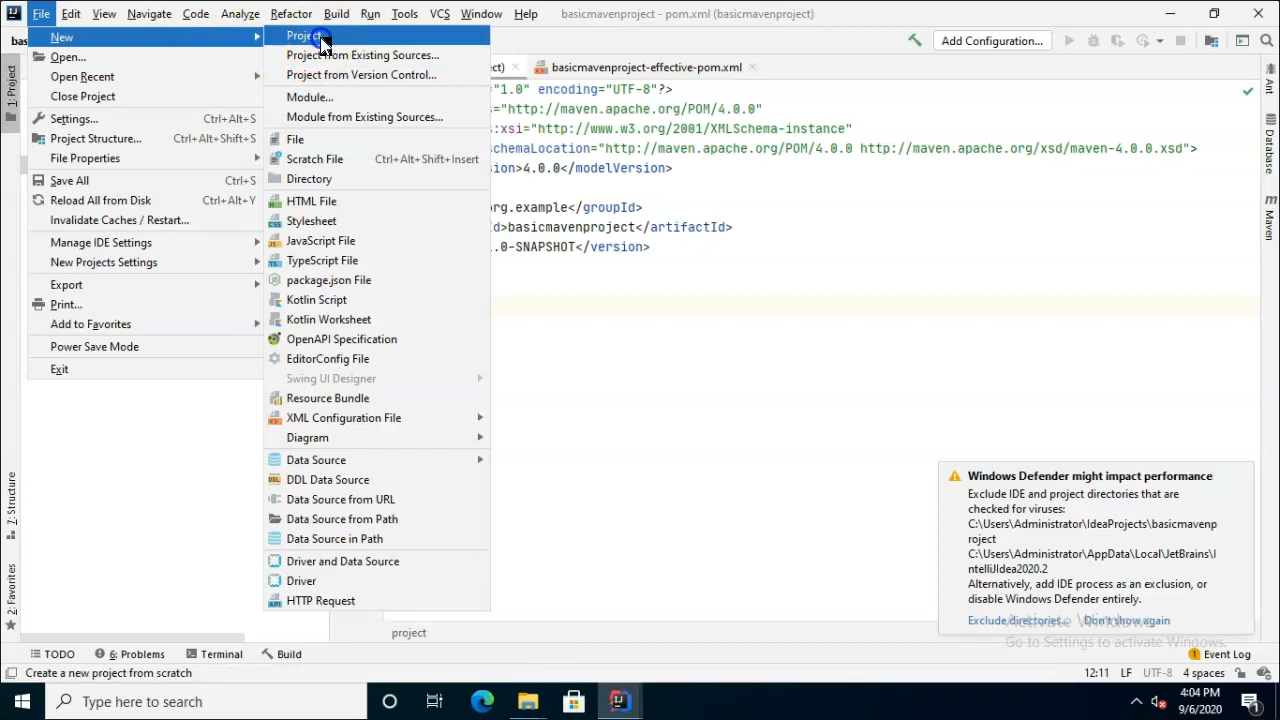 File Edit View Navigate Code Analyze Refactor Build Run Tools VCS Window Help basicmavenproject - pom.xml (basicmavenproject)
bas
Add Configuration...
1: Project
7: Structure
2: Favorites
Ant
Database
Maven
New
Open...
Open Recent
Close Project
Settings... Ctrl+Alt+S
Project Structure... Ctrl+Alt+Shift+S
File Properties
Save All Ctrl+S
Reload All from Disk Ctrl+Alt+Y
Invalidate Caches / Restart...
Manage IDE Settings
New Projects Settings
Export
Print...
Add to Favorites
Power Save Mode
Exit
Project...
Project from Existing Sources...
Project from Version Control...
Module...
Module from Existing Sources...
File
Scratch File Ctrl+Alt+Shift+Insert
Directory
HTML File
Stylesheet
JavaScript File
TypeScript File
package.json File
Kotlin Script
Kotlin Worksheet
OpenAPI Specification
EditorConfig File
Swing UI Designer
Resource Bundle
XML Configuration File
Diagram
Data Source
DDL Data Source
Data Source from URL
Data Source from Path
Data Source in Path
Driver and Data Source
Driver
HTTP Request
ct) basicmavenproject-effective-pom.xml
="1.0" encoding="UTF-8"?>
s="http://maven.apache.org/POM/4.0.0"
s:xsi="http://www.w3.org/2001/XMLSchema-instance"
schemaLocation="http://maven.apache.org/POM/4.0.0 http://maven.apache.org/xsd/maven-4.0.0.xsd">
sion>4.0.0</modelVersion>
org.example</groupId>
Id>basicmavenproject</artifactId>
1.0-SNAPSHOT</version>
Windows Defender might impact performance
Exclude IDE and project directories that are
checked for viruses:
C:\Users\Administrator\IdeaProjects\basicmavenp
roject
C:\Users\Administrator\AppData\Local\JetBrains\I
ntelliJIdea2020.2
Alternatively, add IDE process as an exclusion, or
disable Windows Defender entirely.
Exclude directories... Don't show again
Activate Windows
Go to Settings to activate Windows.
project
TODO 6: Problems Terminal Build 1 Event Log
Create a new project from scratch 12:11 LF UTF-8 4 spaces
Type here to search
4:04 PM
9/6/2020
1